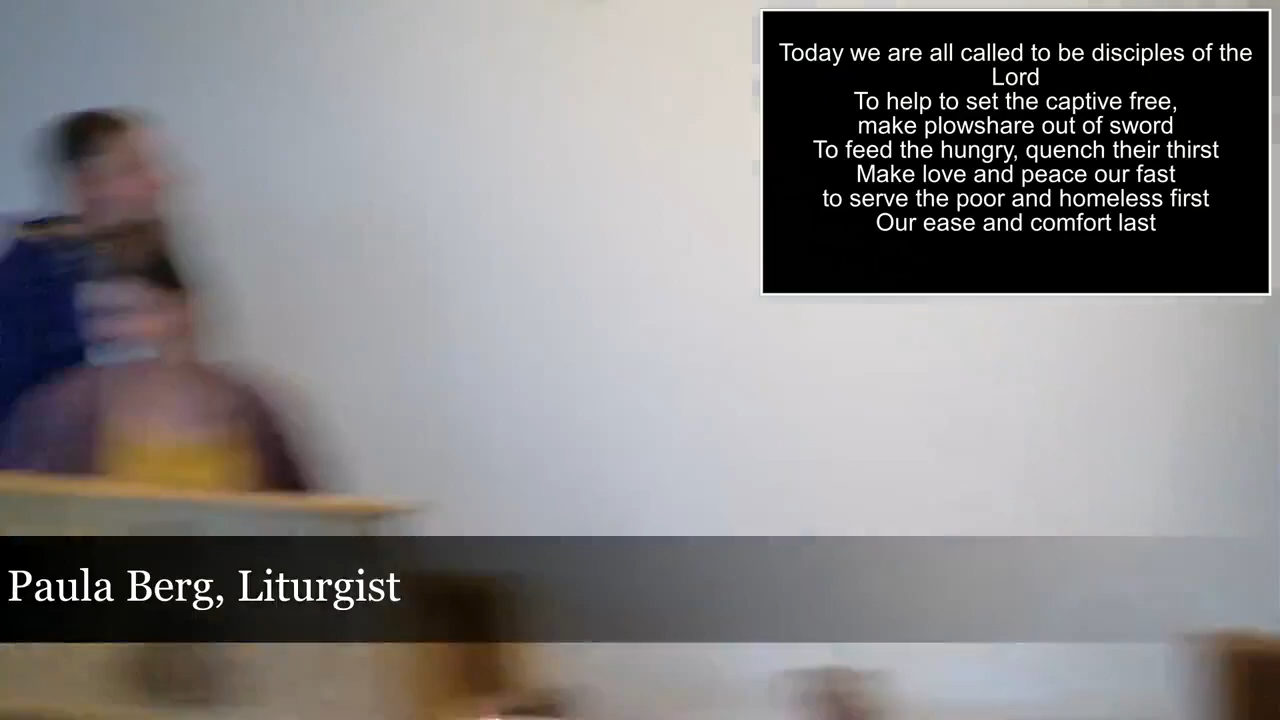 Today we are all called to be disciples of the
Lord
To help to set the captive free,
make plowshare out of sword
To feed the hungry, quench their thirst
Make love and peace our fast
to serve the poor and homeless first
Our ease and comfort last
Paula Berg, Liturgist